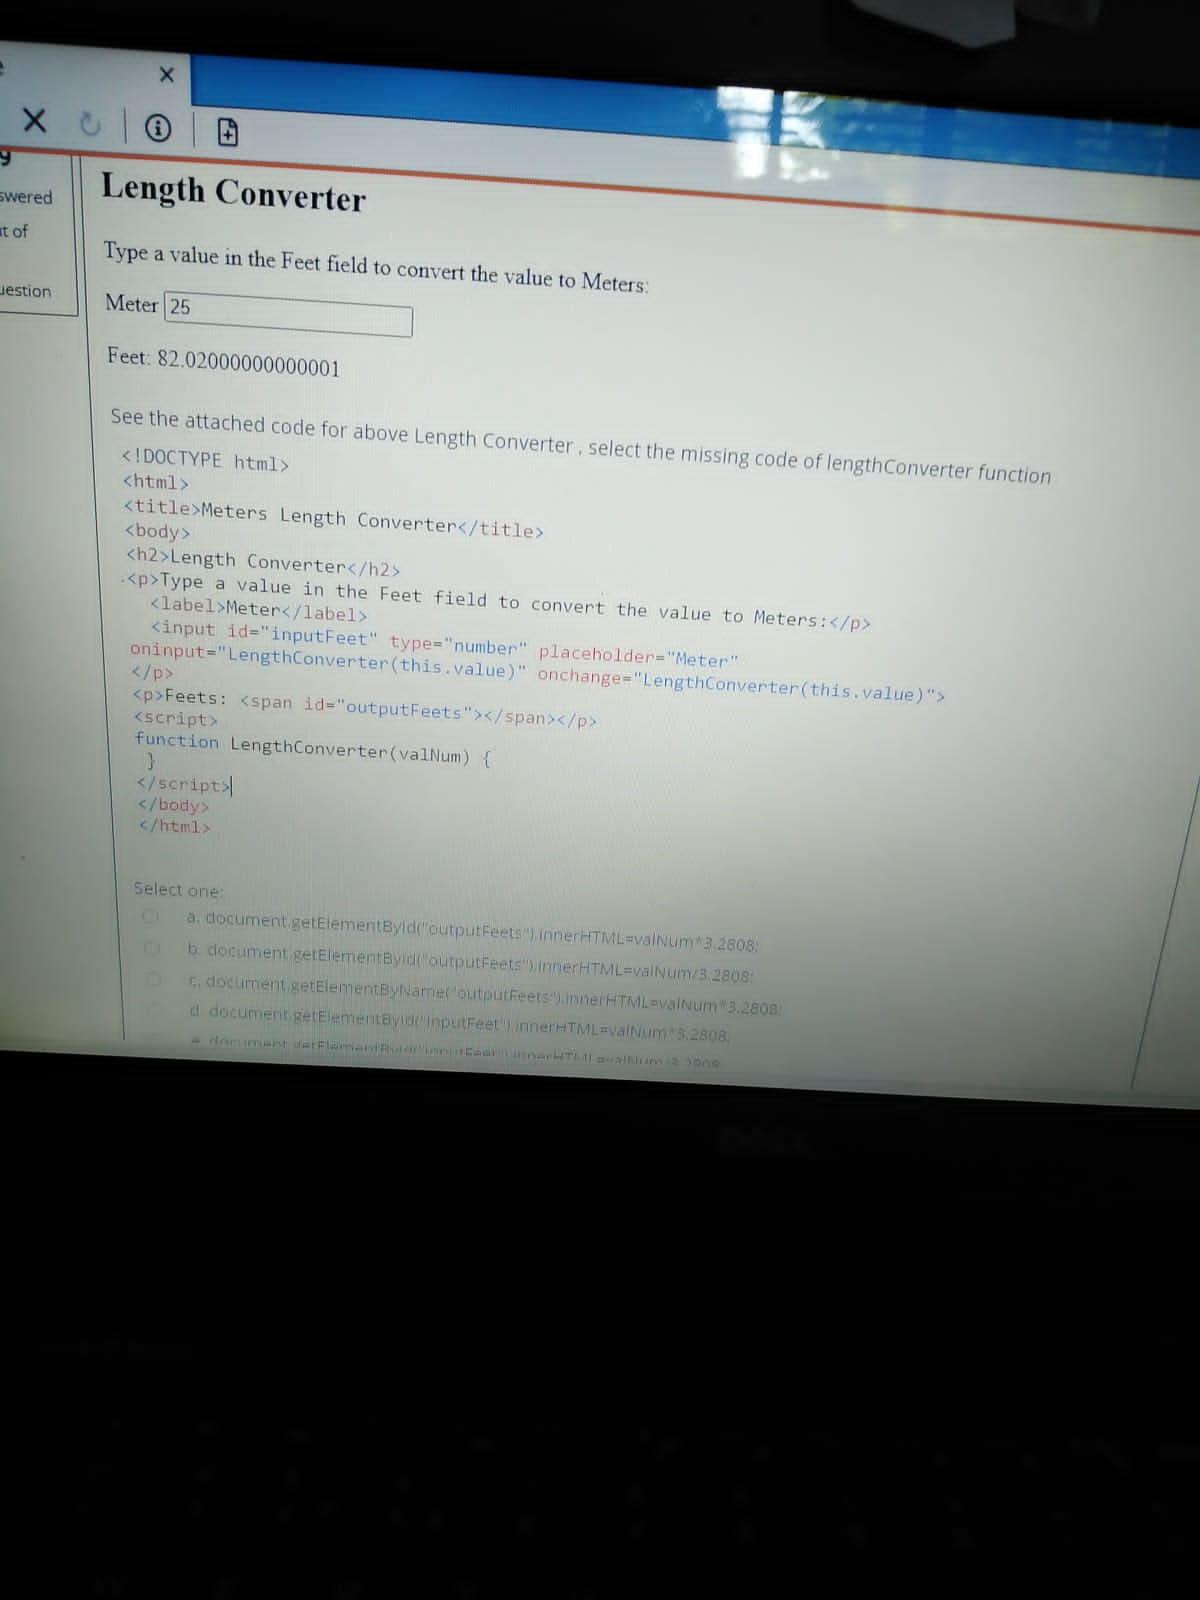 swered
Length Converter
Type a value in the Feet field to convert the value to Meters:
Meter 25
Feet: 82.02000000000001
See the attached code for above Length Converter , select the missing code of lengthConverter function
<!DOCTYPE html>
<html>
<title>Meters Length Converter</title>
<body>
<h2>Length Converter</h2>
<p>Type a value in the Feet field to convert the value to Meters:</p>
<label>Meter</label>
<input id="inputFeet" type="number" placeholder="Meter"
oninput="LengthConverter(this.value)" onchange="LengthConverter(this.value)">
</p>
<p>Feets: <span id="outputFeets"></span></p>
<script>
function LengthConverter(valNum) {
}
</script>
</body>
</html>
Select one:
a. document.getElementById("outputFeets").innerHTML=valNum*3.2808;
b. document.getElementById("outputFeets").innerHTML=valNum/3.2808;
c. document.getElementByName("outputFeets").innerHTML=valNum*3.2808;
d. document.getElementById("inputFeet").innerHTML=valNum*3.2808;